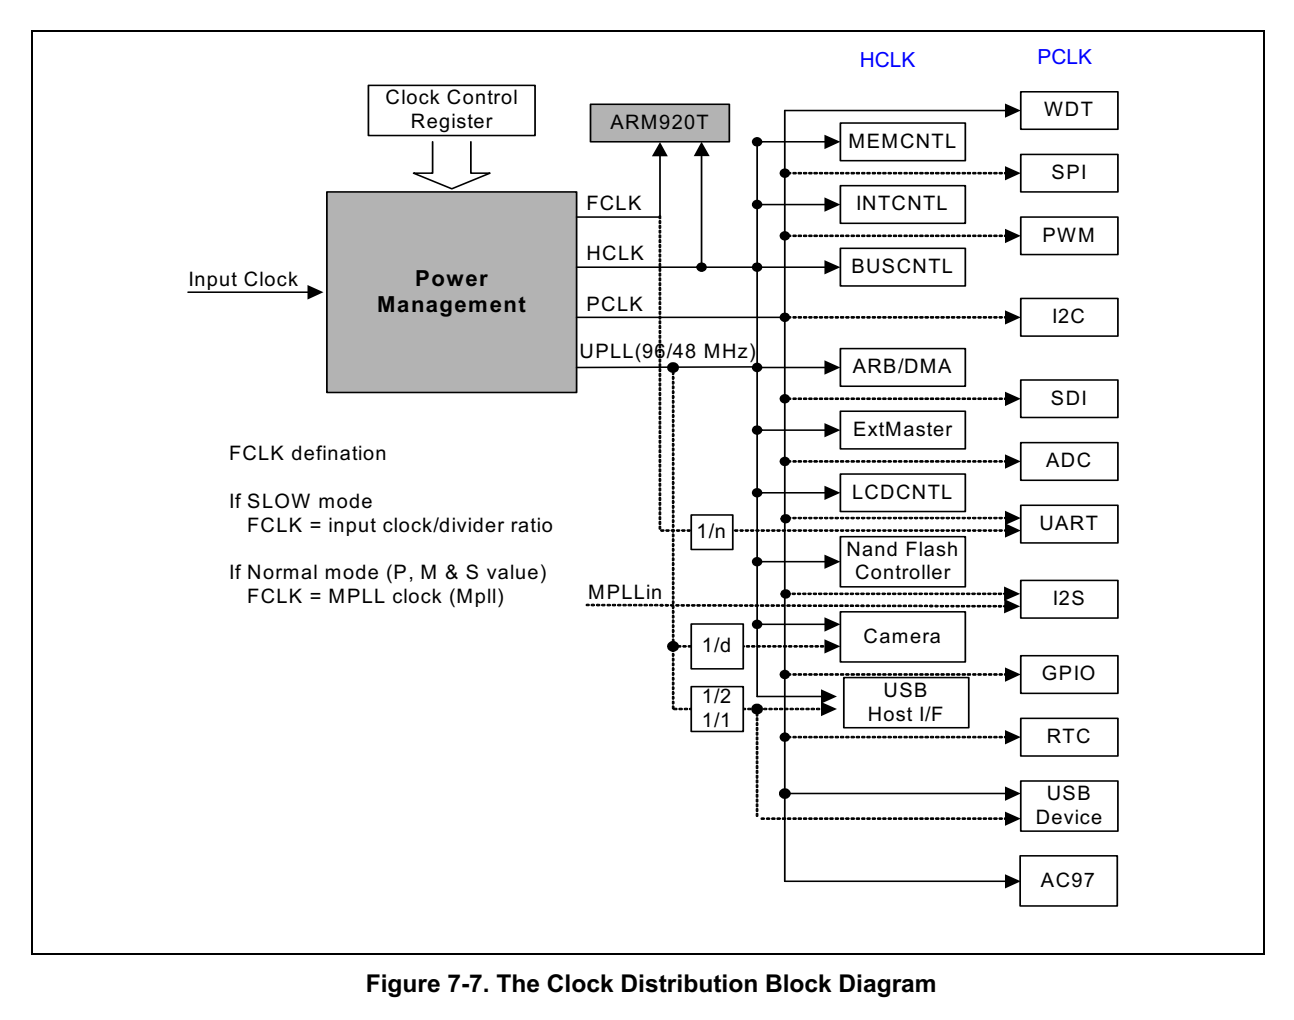 HCLK
PCLK
Clock Control
Register
ARM920T
WDT
MEMCNTL
SPI
FCLK
INTCNTL
PWM
HCLK
BUSCNTL
Input Clock
Power
Management
PCLK
I2C
UPLL(96/48 MHz)
ARB/DMA
SDI
ExtMaster
FCLK defination
ADC
LCDCNTL
If SLOW mode
FCLK = input clock/divider ratio
1/n
UART
Nand Flash
Controller
If Normal mode (P, M & S value)
FCLK = MPLL clock (Mpll)
MPLLin
I2S
1/d
Camera
GPIO
1/2
1/1
USB
Host I/F
RTC
USB
Device
AC97
Figure 7-7. The Clock Distribution Block Diagram